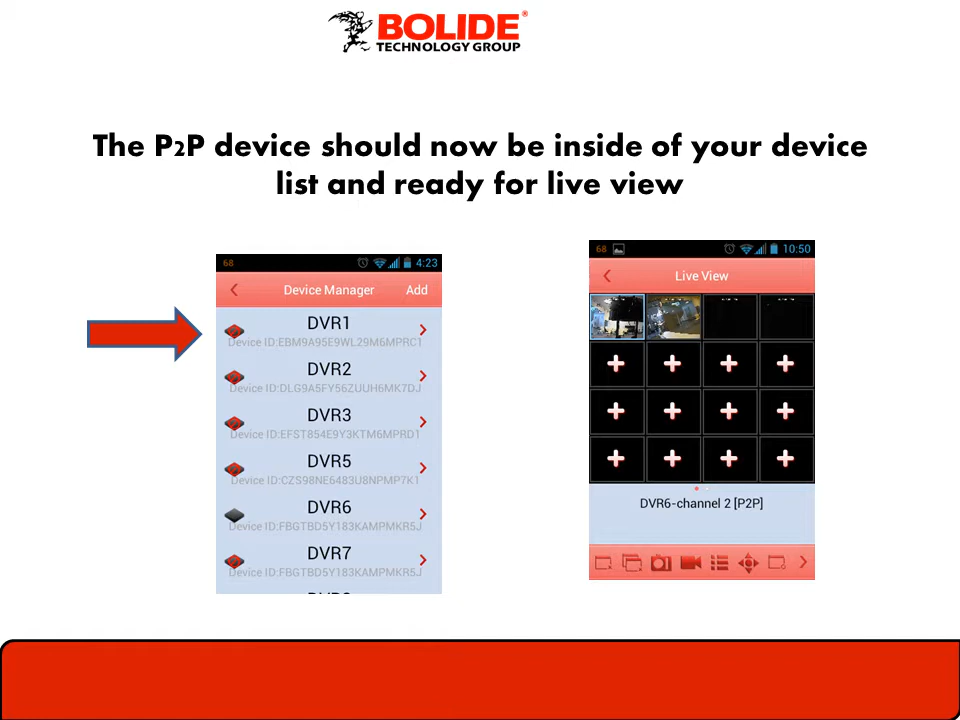 BOLIDE®
TECHNOLOGY GROUP
The P2P device should now be inside of your device
list and ready for live view
68 4:23
Device Manager Add
DVR1
Device ID:EBM9A95E9WL29M6MPRC1
DVR2
Device ID:DLG9A5FY56ZUUH6MK7DJ
DVR3
Device ID:EFST854E9Y3KTM6MPRD1
DVR5
Device ID:CZS98NE6483U8NPMP7K1
DVR6
Device ID:FBGTBD5Y183KAMPMKR5J
DVR7
Device ID:FBGTBD5Y183KAMPMKR5J
68 10:50
Live View
DVR6-channel 2 [P2P]